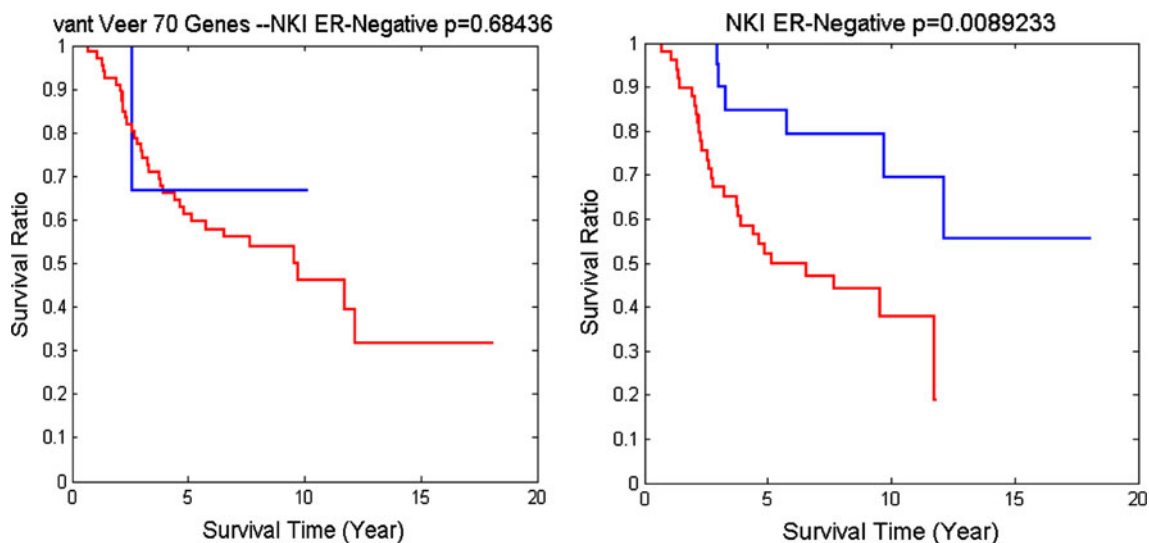 vant Veer 70 Genes --NKI ER-Negative p=0.68436
1
0.9
0.8
0.7
0.6
0.5
0.4
0.3
0.2
0.1
0
Survival Ratio
0 5 10 15 20
Survival Time (Year)
NKI ER-Negative p=0.0089233
1
0.9
0.8
0.7
0.6
0.5
0.4
0.3
0.2
0.1
0
Survival Ratio
0 5 10 15 20
Survival Time (Year)